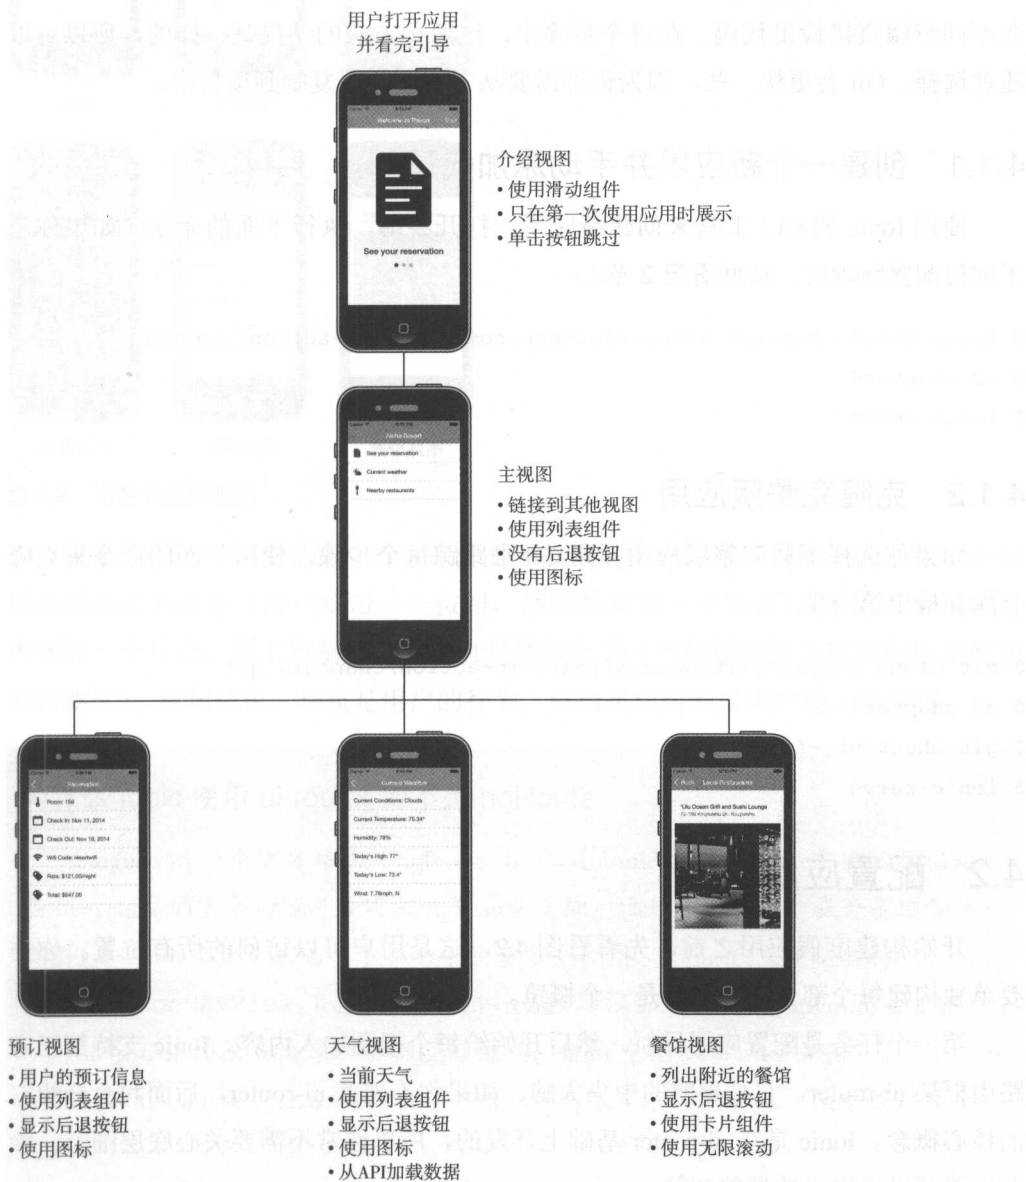 用户打开应用
并看完引导
Welcome to Resort
See your reservation
介绍视图
• 使用滑动组件
• 只在第一次使用应用时展示
• 单击按钮跳过
Aloha Resort
See your reservation
Current weather
Nearby restaurants
主视图
• 链接到其他视图
• 使用列表组件
• 没有后退按钮
• 使用图标
Reservation
Room: 156
Check In: Nov 11, 2014
Check Out: Nov 18, 2014
Wifi Code: resortwifi
Rate: $121.00/night
Total: $847.00
预订视图
• 用户的预订信息
• 使用列表组件
• 显示后退按钮
• 使用图标
Current Weather
Current Conditions: Clouds
Current Temperature: 75.34°
Humidity: 78%
Today's High: 77°
Today's Low: 73.4°
Wind: 7.78mph, N
天气视图
• 当前天气
• 使用列表组件
• 显示后退按钮
• 使用图标
• 从API加载数据
Local Restaurants
'Ulu Ocean Grill and Sushi Lounge
餐馆视图
• 列出附近的餐馆
• 显示后退按钮
• 使用卡片组件
• 使用无限滚动